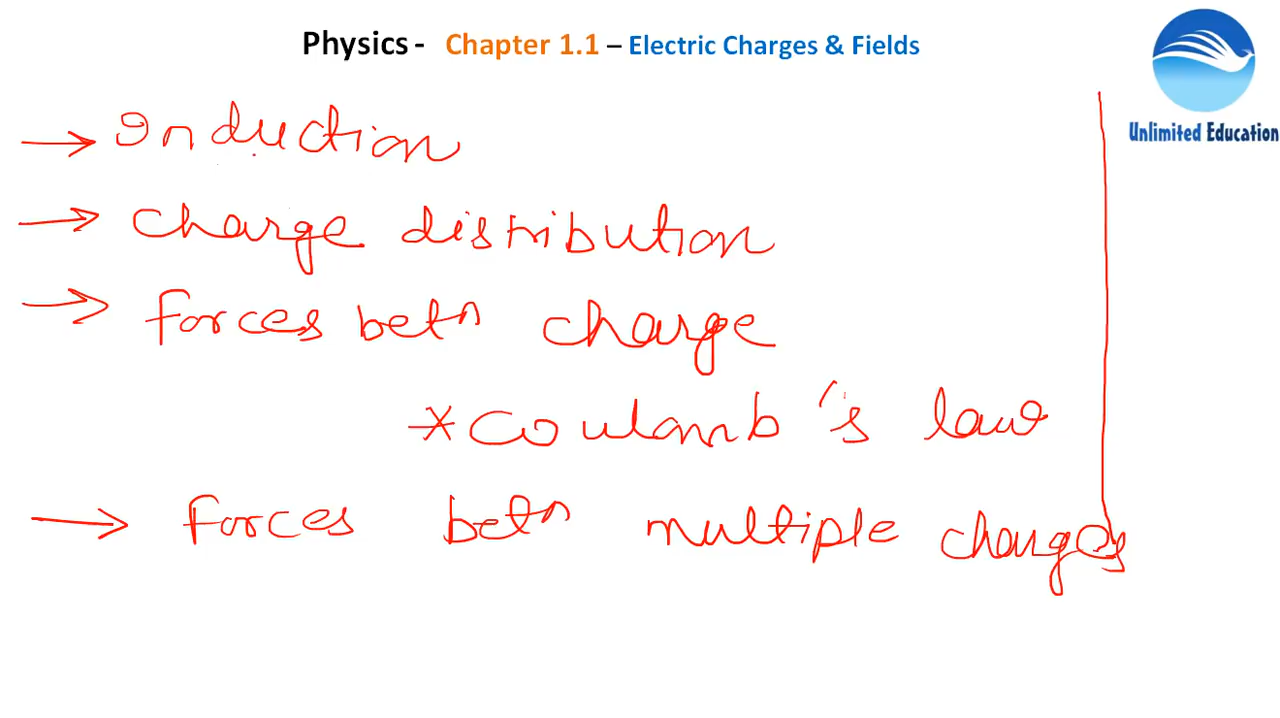 Physics - Chapter 1.1 – Electric Charges & Fields
Unlimited Education
→ Induction
→ Charge distribution
→ Forces betn charge
* Coulamb's law
→ Forces betn multiple charges